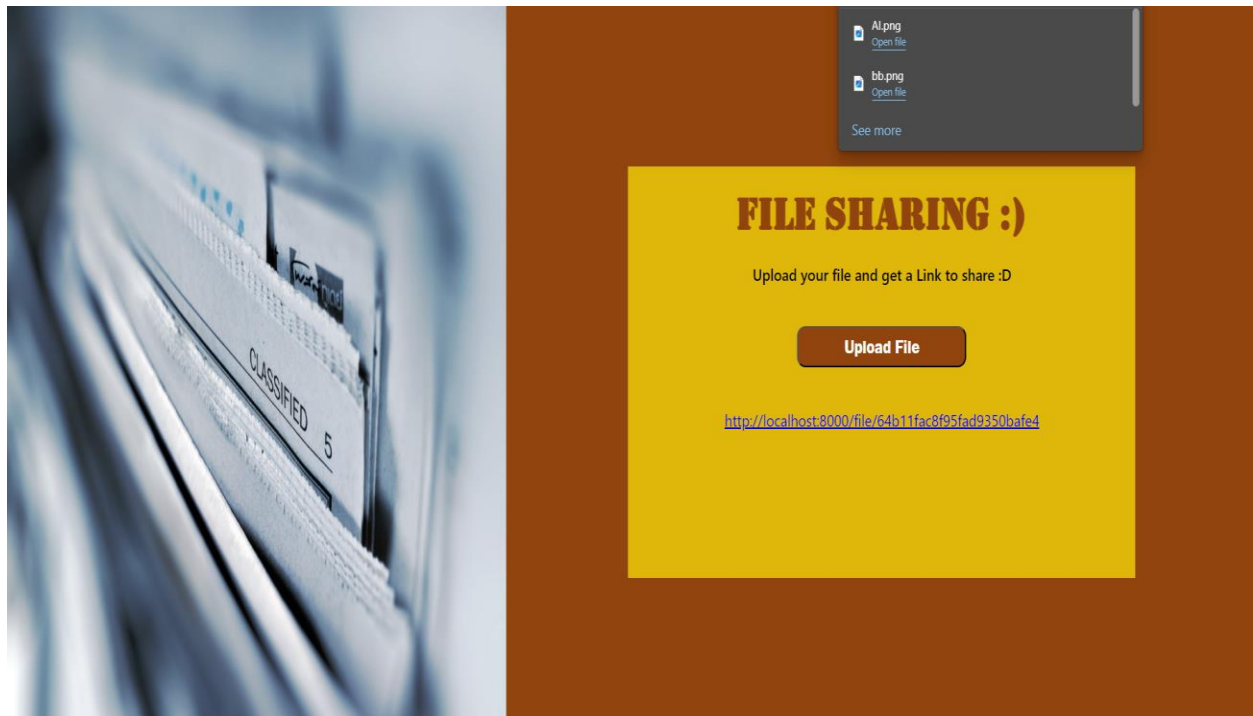 AI.png
Open file
bb.png
Open file
See more
FILE SHARING :)
Upload your file and get a Link to share :D
Upload File
http://localhost:8000/file/64b11fac8f95fad9350bafe4
CLASSIFIED 5